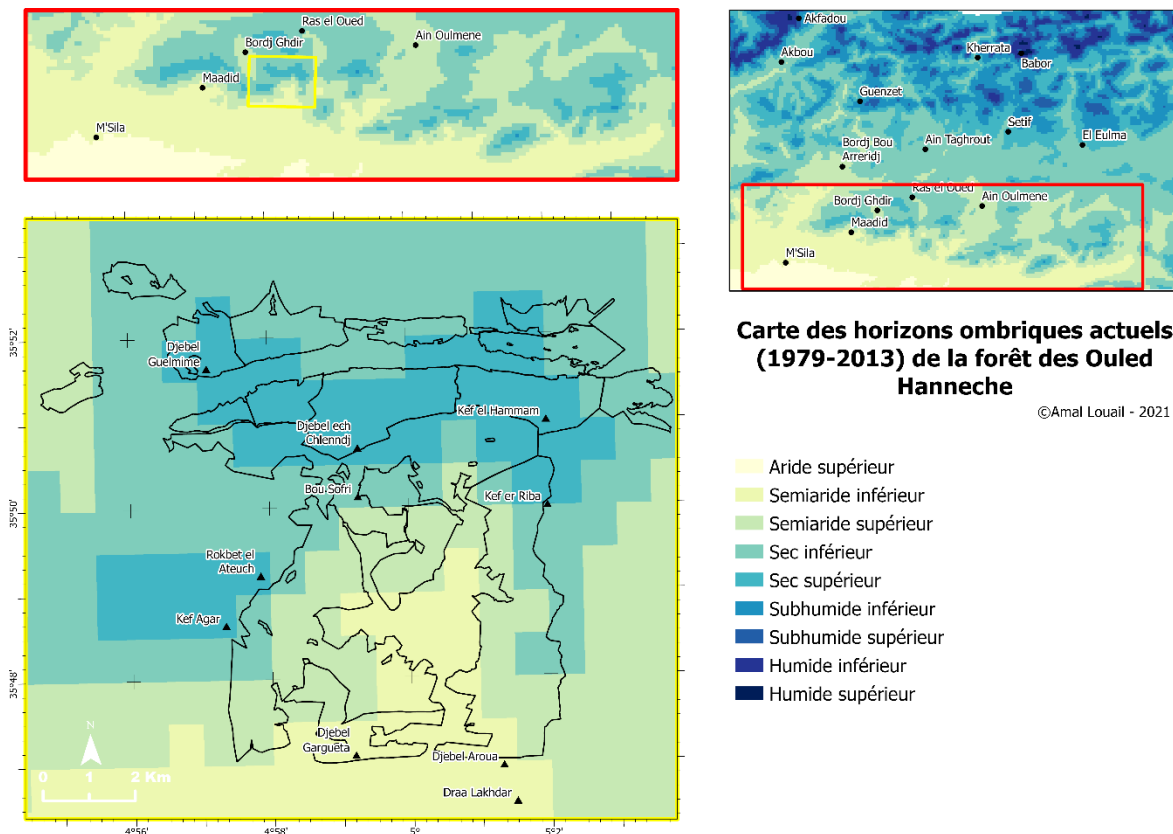 Ras el Oued
Bordj Ghdir
Ain Oulmene
Maadid
M'Sila
Akfadou
Akbou
Kherrata
Babor
Guenzet
Setif
El Eulma
Bordj Bou
Arreridj
Ain Taghrout
Ras el Oued
Bordj Ghdir
Ain Oulmene
Maadid
M'Sila
Carte des horizons ombriques actuels
(1979-2013) de la forêt des Ouled
Hanneche
©Amal Louail - 2021
Aride supérieur
Semiaride inférieur
Semiaride supérieur
Sec inférieur
Sec supérieur
Subhumide inférieur
Subhumide supérieur
Humide inférieur
Humide supérieur
35°52'
35°50'
35°48'
Djebel
Guelmime
Kef el Hammam
Djebel ech
Chlenndj
Bou Sofri
Kef er Riba
Rokbet el
Ateuch
Kef Agar
Djebel
Gargueta
Djebel-Aroua
Draa Lakhdar
N
0 1 2 Km
4°56' 4°58' 5° 5°2'